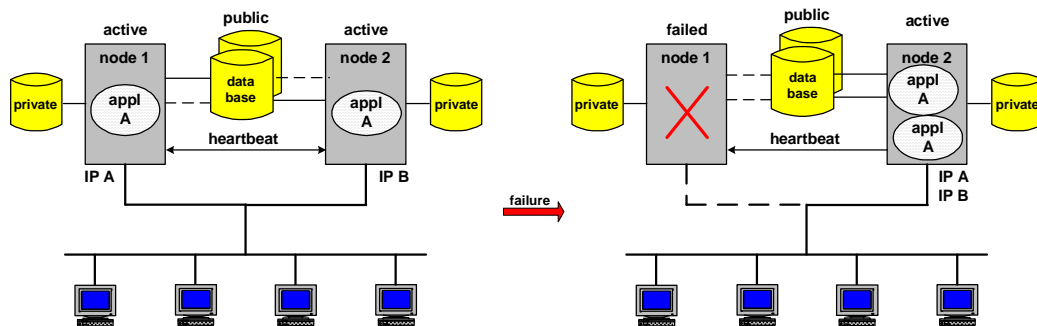 public
active
active
node 1
node 2
data
base
private
private
appl
A
appl
A
heartbeat
IP A
IP B
failure
public
active
failed
node 1
node 2
data
base
private
private
appl
A
appl
A
heartbeat
IP A
IP B